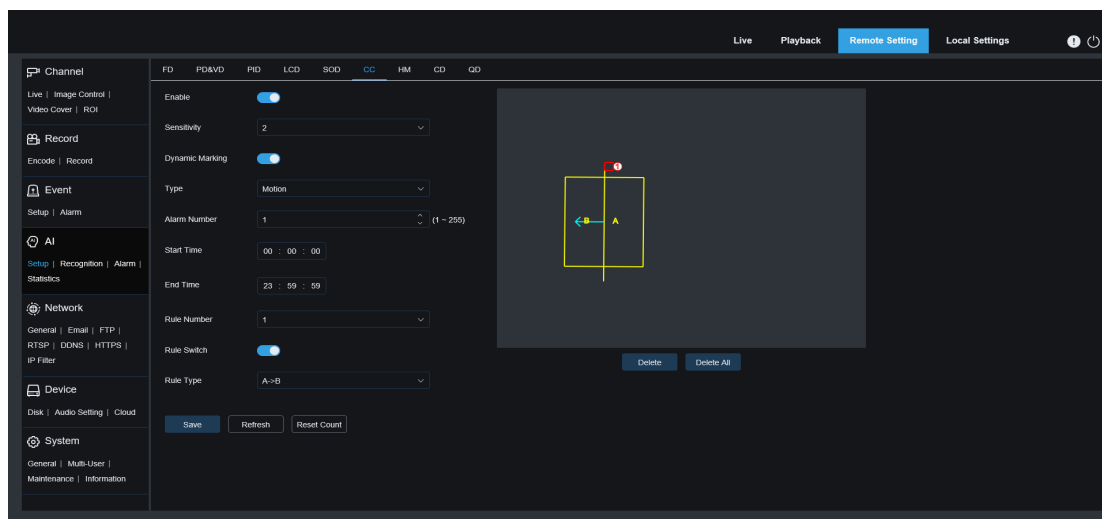 Live Playback Remote Setting Local Settings
Channel
Live | Image Control |
Video Cover | ROI
Record
Encode | Record
Event
Setup | Alarm
AI
Setup | Recognition | Alarm |
Statistics
Network
General | Email | FTP |
RTSP | DDNS | HTTPS |
IP Filter
Device
Disk | Audio Setting | Cloud
System
General | Multi-User |
Maintenance | Information
FD PD&VD PID LCD SOD CC HM CD QD
Enable
Sensitivity 2
Dynamic Marking
Type Motion
Alarm Number 1 (1 ~ 255)
Start Time 00 : 00 : 00
End Time 23 : 59 : 59
Rule Number 1
Rule Switch
Rule Type A->B
Save Refresh Reset Count
1
B A
Delete Delete All